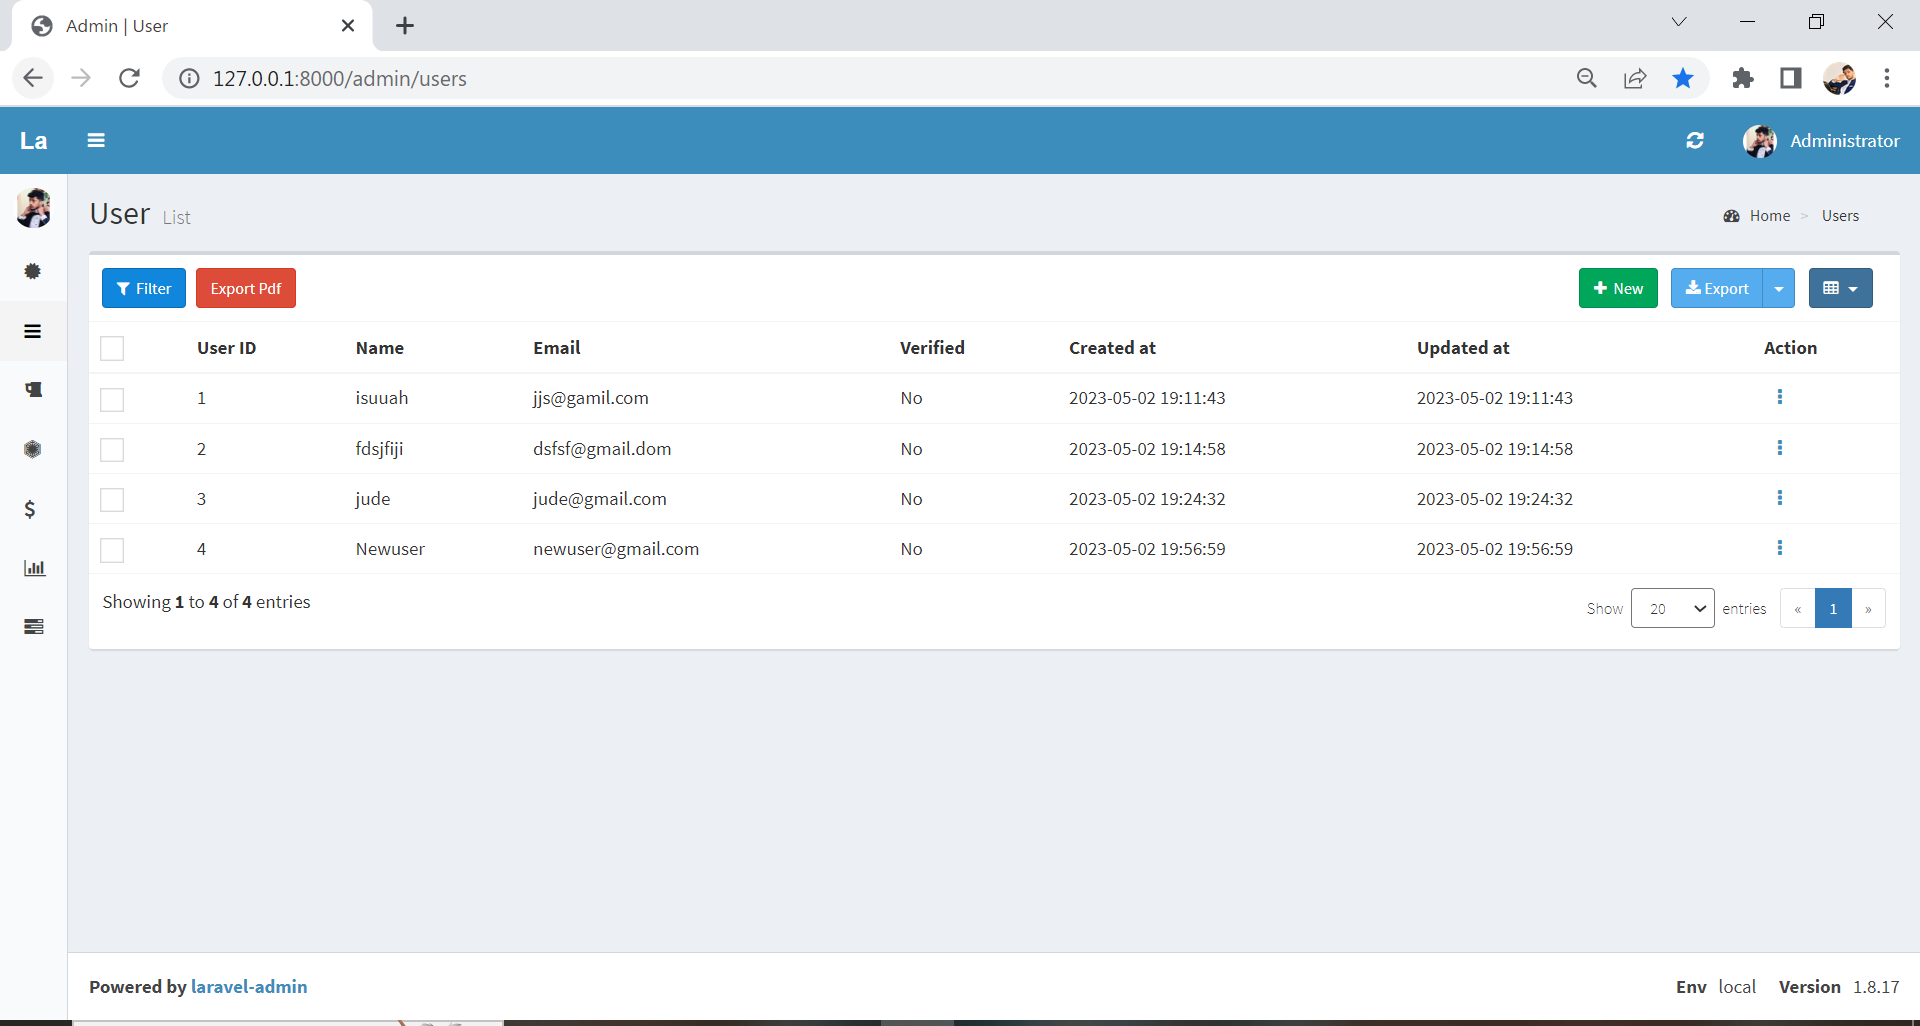 Admin | User
127.0.0.1:8000/admin/users
La
Administrator
User List
Home > Users
Filter Export Pdf New Export
User ID Name Email Verified Created at Updated at Action
1 isuuah jjs@gamil.com No 2023-05-02 19:11:43 2023-05-02 19:11:43
2 fdsjfiji dsfsf@gmail.dom No 2023-05-02 19:14:58 2023-05-02 19:14:58
3 jude jude@gmail.com No 2023-05-02 19:24:32 2023-05-02 19:24:32
4 Newuser newuser@gmail.com No 2023-05-02 19:56:59 2023-05-02 19:56:59
Showing 1 to 4 of 4 entries
Show 20 entries « 1 »
Powered by laravel-admin
Env local Version 1.8.17